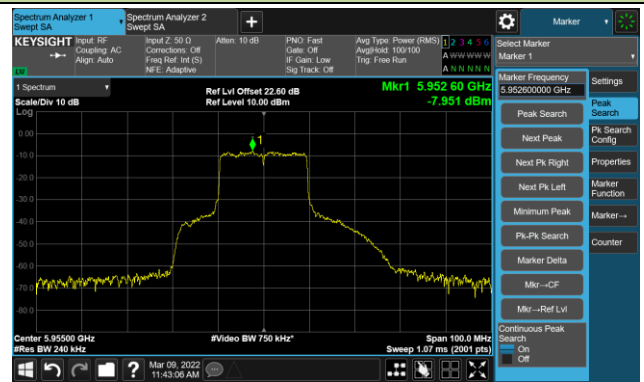 Spectrum Analyzer 1
Swept SA
Spectrum Analyzer 2
Swept SA
+
Marker
KEYSIGHT
Input: RF
Coupling: AC
Align: Auto
Input Z: 50 Ω
Corrections: Off
Freq Ref: Int (S)
NFE: Adaptive
Atten: 10 dB
PNO: Fast
Gate: Off
IF Gain: Low
Sig Track: Off
Avg Type: Power (RMS)
Avg|Hold: 100/100
Trig: Free Run
1 2 3 4 5 6
A W W W W W
A N N N N N
LW
Select Marker
Marker 1
1 Spectrum
Scale/Div 10 dB
Log
Ref Lvl Offset 22.60 dB
Ref Level 10.00 dBm
Mkr1 5.952 60 GHz
-7.951 dBm
1
0.00
-10.0
-20.0
-30.0
-40.0
-50.0
-60.0
-70.0
-80.0
Center 5.95500 GHz
#Res BW 240 kHz
#Video BW 750 kHz*
Span 100.0 MHz
Sweep 1.07 ms (2001 pts)
Marker Frequency
5.952600000 GHz
Peak Search
Next Peak
Next Pk Right
Next Pk Left
Minimum Peak
Pk-Pk Search
Marker Delta
Mkr→CF
Mkr→Ref Lvl
Continuous Peak
Search
On
Off
Settings
Peak
Search
Pk Search
Config
Properties
Marker
Function
Marker→
Counter
?
Mar 09, 2022
11:43:06 AM